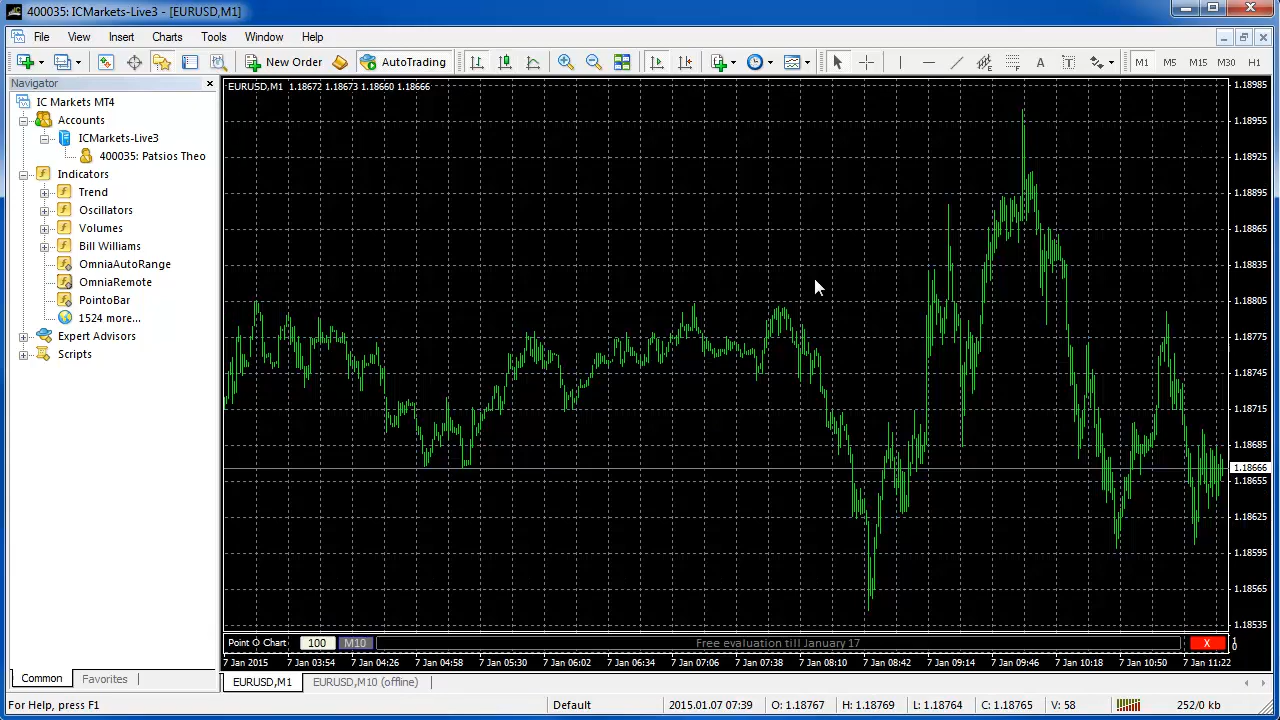 400035: ICMarkets-Live3 - [EURUSD,M1]
File View Insert Charts Tools Window Help
New Order AutoTrading A T M1 M5 M15 M30 H1
Navigator
IC Markets MT4
Accounts
ICMarkets-Live3
400035: Patsios Theo
Indicators
Trend
Oscillators
Volumes
Bill Williams
OmniaAutoRange
OmniaRemote
PointoBar
1524 more...
Expert Advisors
Scripts
Common Favorites
EURUSD,M1 1.18672 1.18673 1.18660 1.18666
1.18985
1.18955
1.18925
1.18895
1.18865
1.18835
1.18805
1.18775
1.18745
1.18715
1.18685
1.18666
1.18655
1.18625
1.18595
1.18565
1.18535
Point O Chart 100 M10 Free evaluation till January 17 X 1
0
7 Jan 2015 7 Jan 03:54 7 Jan 04:26 7 Jan 04:58 7 Jan 05:30 7 Jan 06:02 7 Jan 06:34 7 Jan 07:06 7 Jan 07:38 7 Jan 08:10 7 Jan 08:42 7 Jan 09:14 7 Jan 09:46 7 Jan 10:18 7 Jan 10:50 7 Jan 11:22
EURUSD,M1 EURUSD,M10 (offline)
For Help, press F1 Default 2015.01.07 07:39 O: 1.18767 H: 1.18769 L: 1.18764 C: 1.18765 V: 58 252/0 kb